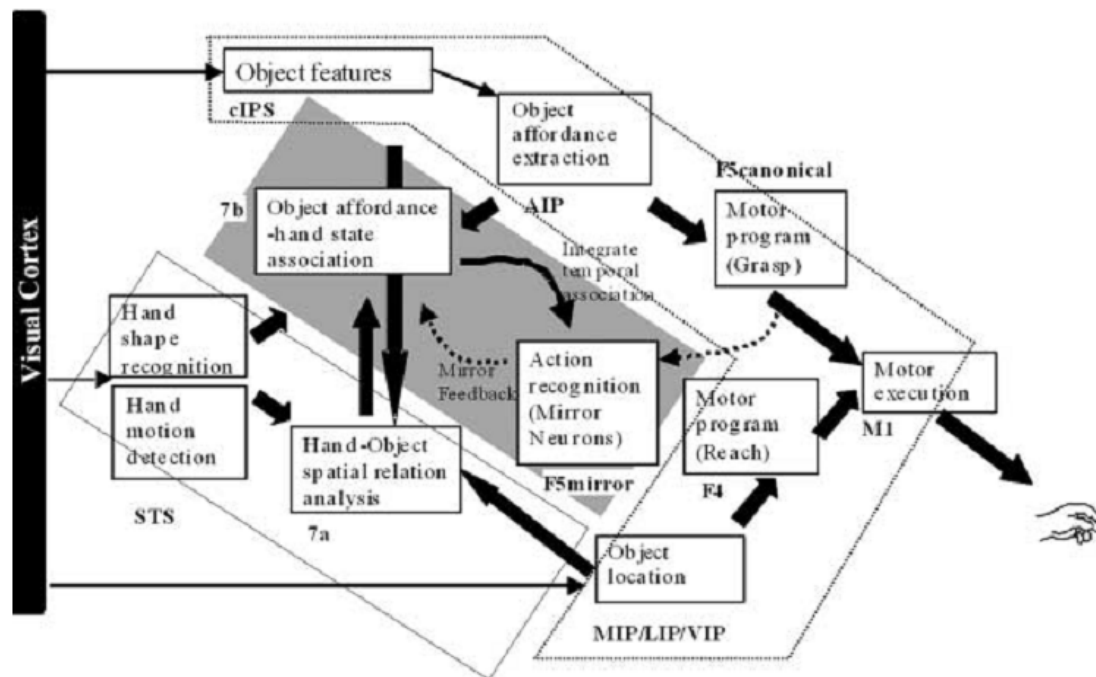 Visual Cortex
Object features
cIPS
Object
affordance
extraction
AIP
F5canonical
Motor
program
(Grasp)
7b
Object affordance
-hand state
association
Integrate
temporal
association
Hand
shape
recognition
Hand
motion
detection
STS
Mirror
Feedback
Action
recognition
(Mirror
Neurons)
F5mirror
Motor
program
(Reach)
F4
Motor
execution
M1
Hand-Object
spatial relation
analysis
7a
Object
location
MIP/LIP/VIP